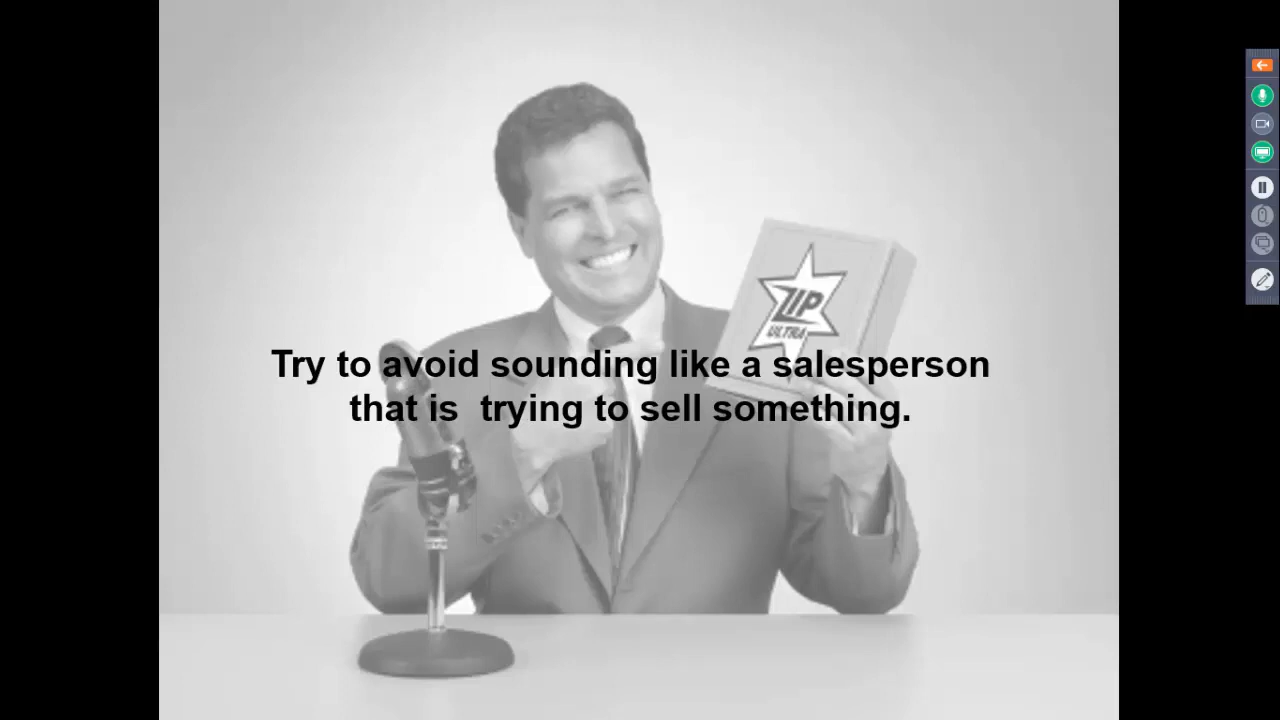 ZIP
ULTRA
Try to avoid sounding like a salesperson
that is  trying to sell something.